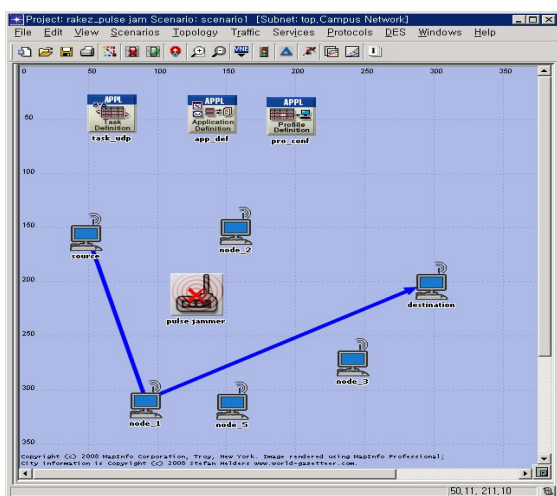 Project: rakez_pulse jam Scenario: scenario1 [Subnet: top.Campus Network]
File Edit View Scenarios Topology Traffic Services Protocols DES Windows Help
0 50 100 150 200 250 300 350
APPL
Task Definition
task_udp
APPL
Application Definition
app_def
APPL
Profile Definition
pro_conf
50
100
150
source
node_2
200
pulse jammer
destination
250
node_3
300
node_1
node_5
350
Copyright (c) 2008 MapInfo Corporation, Troy, New York. Image rendered using MapInfo Professional;
City information is Copyright (C) 2008 Stefan Helders www.world-gazetteer.com.
50.11, 211.10